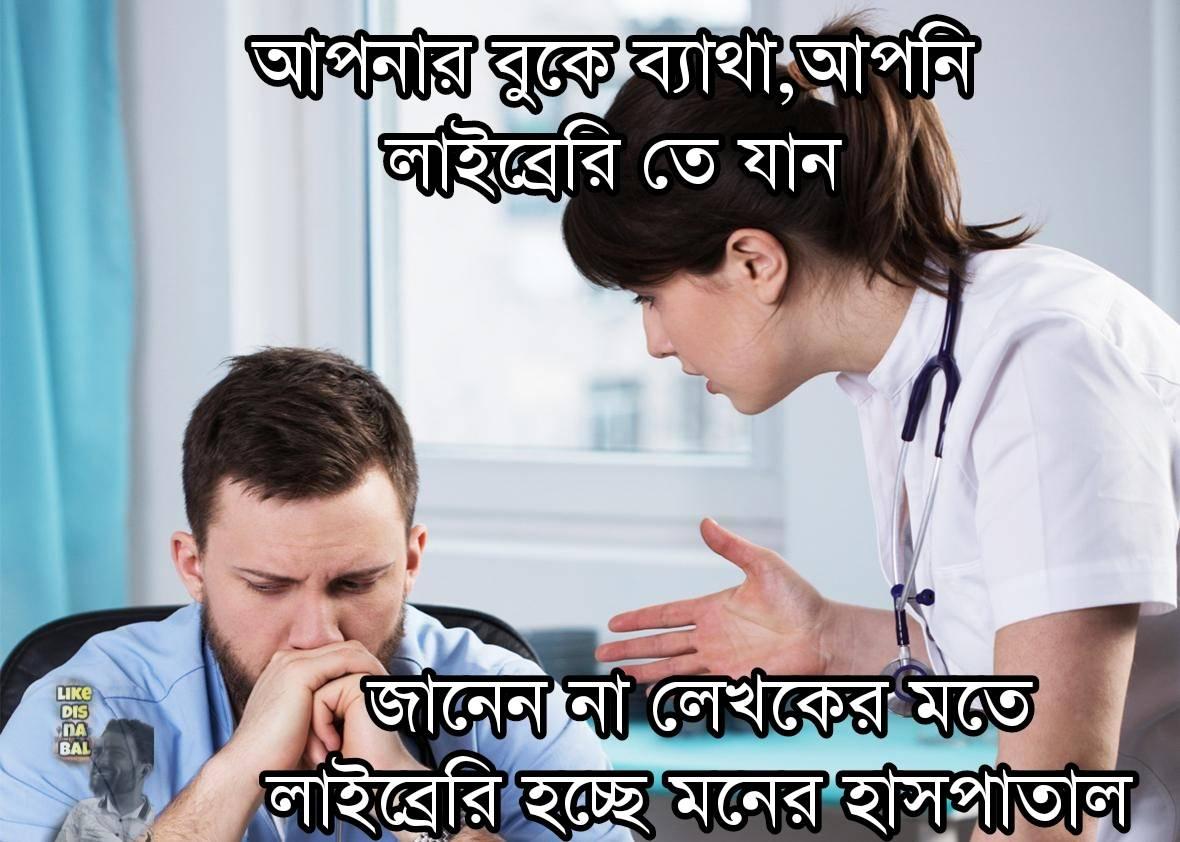 আপনার বুকে ব্যাথা,আপনি
লাইব্রেরি তে যান
জানেন না লেখকের মতে
লাইব্রেরি হচ্ছে মনের হাসপাতাল
LIKE
DIS
NA
BAL